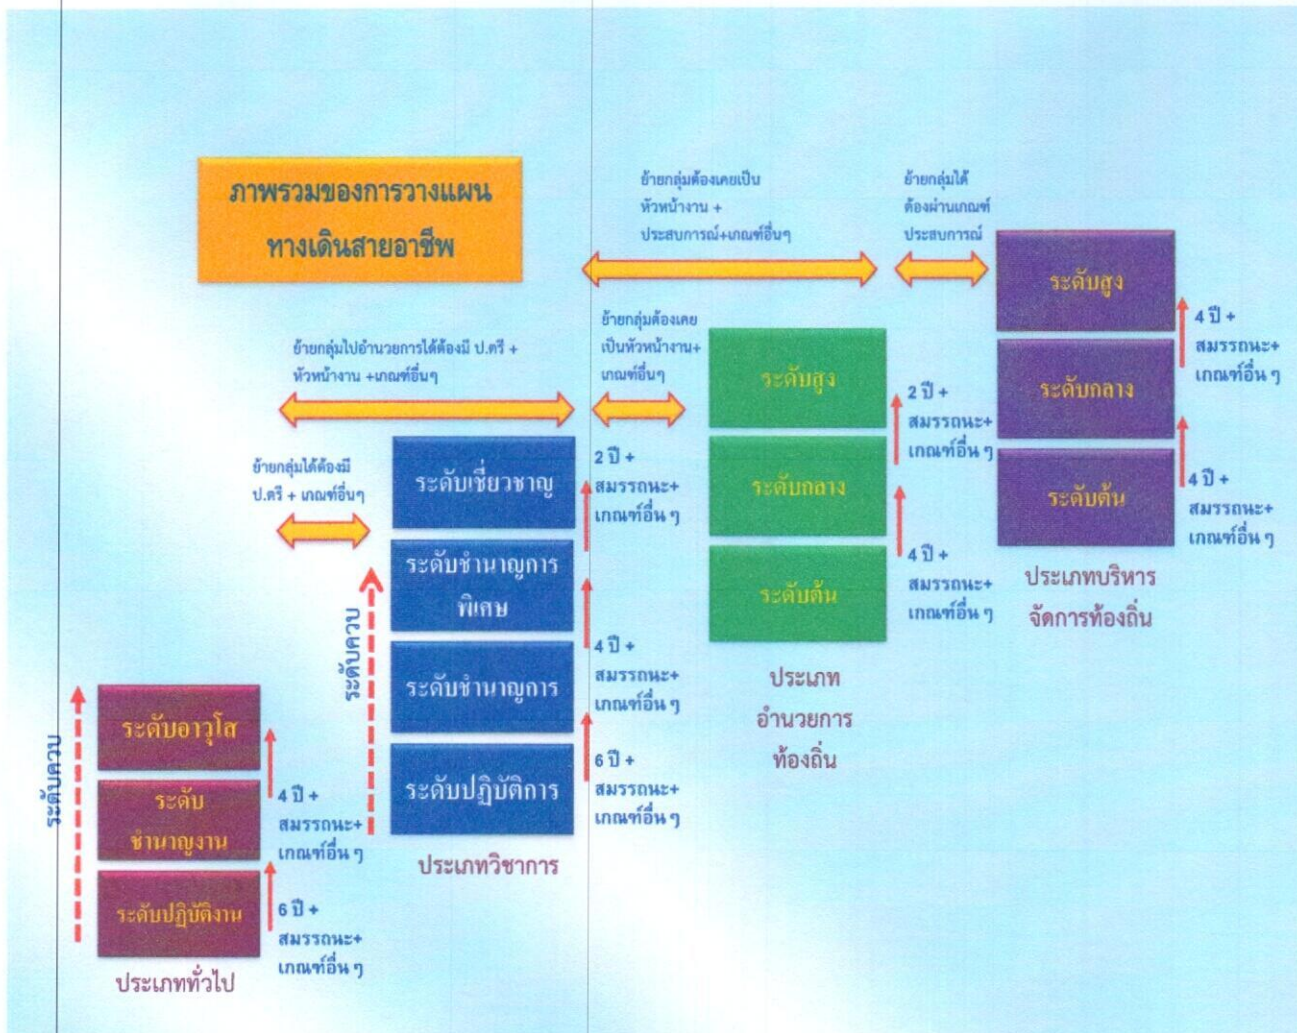 ภาพรวมของการวางแผน
ทางเดินสายอาชีพ
ย้ายกลุ่มต้องเคยเป็น
หัวหน้างาน +
ประสบการณ์+เกณฑ์อื่นๆ
ย้ายกลุ่มได้
ต้องผ่านเกณฑ์
ประสบการณ์
ย้ายกลุ่มไปอำนวยการได้ต้องมี ป.ตรี +
หัวหน้างาน +เกณฑ์อื่นๆ
ย้ายกลุ่มต้องเคย
เป็นหัวหน้างาน+
เกณฑ์อื่นๆ
ย้ายกลุ่มได้ต้องมี
ป.ตรี + เกณฑ์อื่นๆ
ระดับควบ
ระดับอาวุโส
ระดับ
ชำนาญงาน
ระดับปฏิบัติงาน
4 ปี +
สมรรถนะ+
เกณฑ์อื่น ๆ
6 ปี +
สมรรถนะ+
เกณฑ์อื่น ๆ
ประเภททั่วไป
ระดับควบ
ระดับเชี่ยวชาญ
ระดับชำนาญการ
พิเศษ
ระดับชำนาญการ
ระดับปฏิบัติการ
2 ปี +
สมรรถนะ+
เกณฑ์อื่น ๆ
4 ปี +
สมรรถนะ+
เกณฑ์อื่น ๆ
6 ปี +
สมรรถนะ+
เกณฑ์อื่น ๆ
ประเภทวิชาการ
ระดับสูง
ระดับกลาง
ระดับต้น
2 ปี +
สมรรถนะ+
เกณฑ์อื่น ๆ
4 ปี +
สมรรถนะ+
เกณฑ์อื่น ๆ
ประเภท
อำนวยการ
ท้องถิ่น
ระดับสูง
ระดับกลาง
ระดับต้น
4 ปี +
สมรรถนะ+
เกณฑ์อื่น ๆ
4 ปี +
สมรรถนะ+
เกณฑ์อื่น ๆ
ประเภทบริหาร
จัดการท้องถิ่น